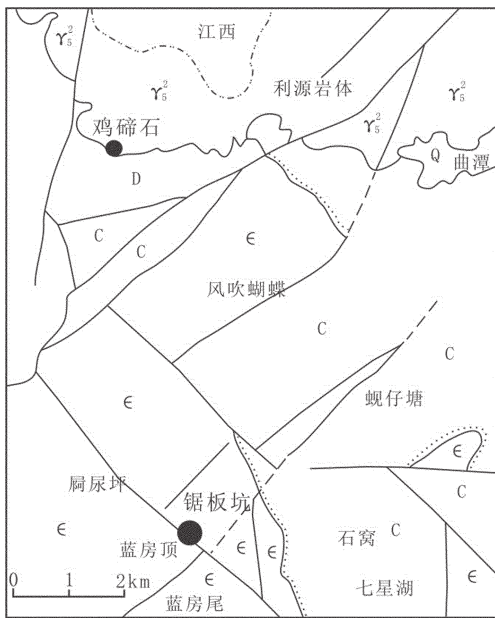 江西
γ₅²
γ₅²
利源岩体
γ₅²
鸡碲石
γ₅²
Q
曲潭
D
C
C
ϵ
风吹蝴蝶
C
C
ϵ
蚬仔塘
ϵ
屙尿坪
C
锯板坑
ϵ
C
石窝
蓝房顶
ϵ
ϵ
0 1 2km
ϵ
七星湖
ϵ
蓝房尾